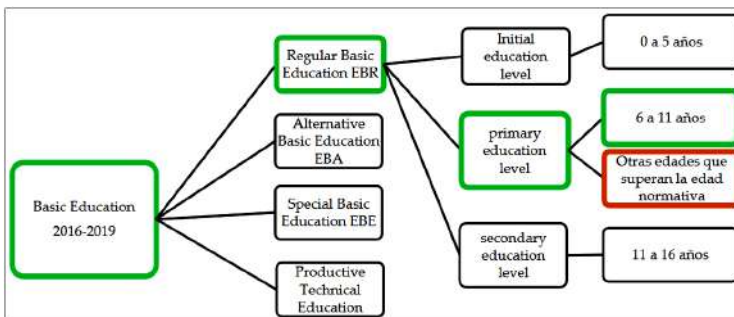 Basic Education
2016-2019
Regular Basic
Education EBR
Alternative
Basic Education
EBA
Special Basic
Education EBE
Productive
Technical
Education
Initial
education
level
primary
education
level
secondary
education
level
0 a 5 años
6 a 11 años
Otras edades que
superan la edad
normativa
11 a 16 años